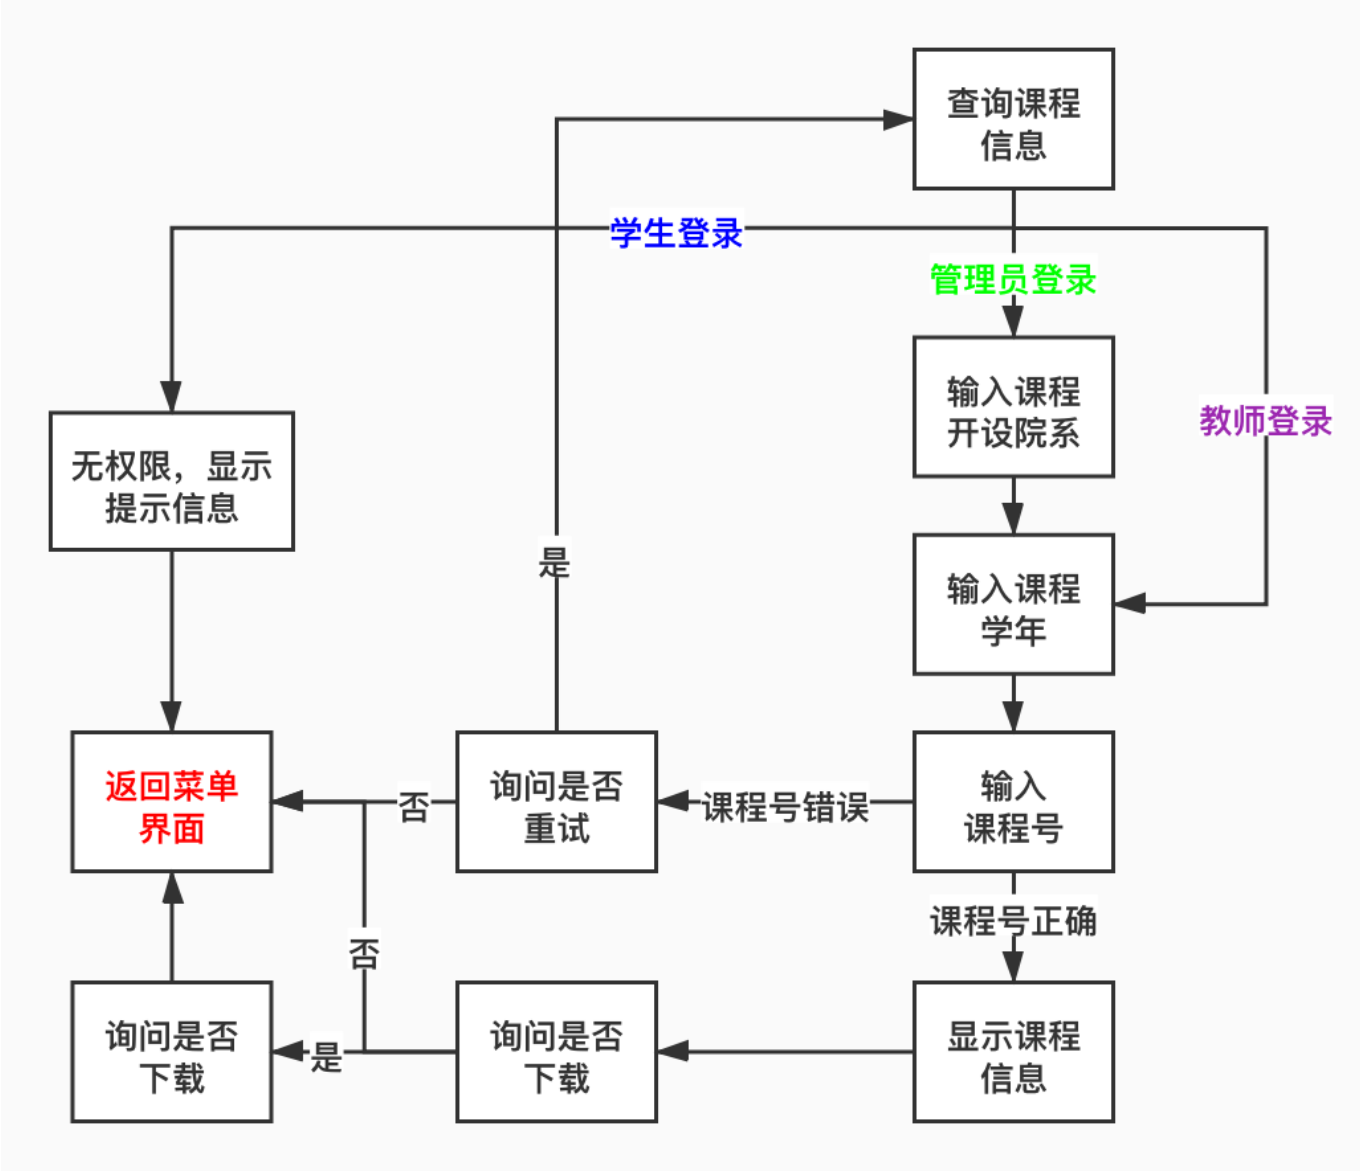 查询课程
信息
学生登录
管理员登录
输入课程
开设院系
教师登录
无权限，显示
提示信息
是
输入课程
学年
返回菜单
界面
否
询问是否
重试
课程号错误
输入
课程号
课程号正确
否
询问是否
下载
是
询问是否
下载
显示课程
信息